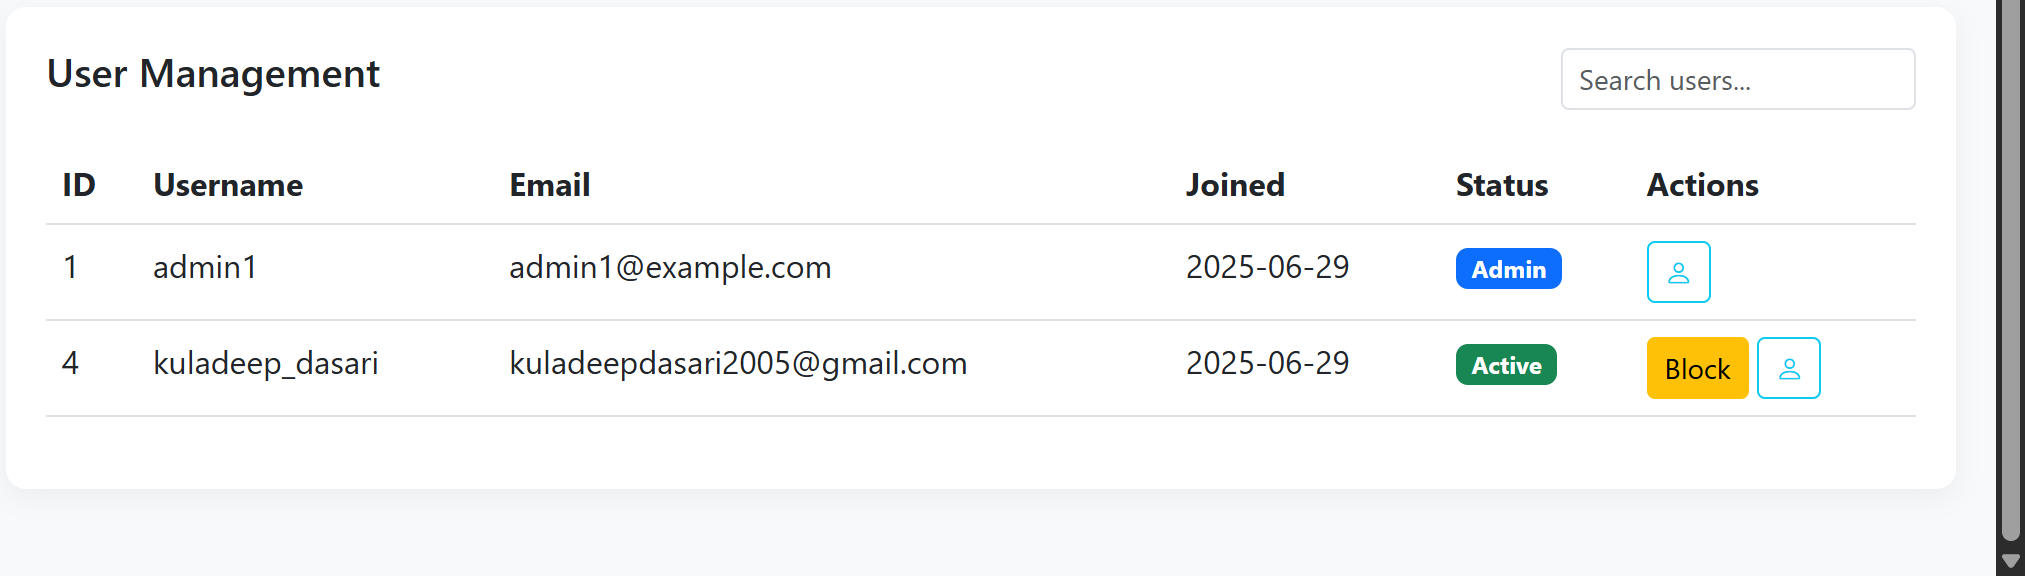 User Management
Search users...
ID Username Email Joined Status Actions
1 admin1 admin1@example.com 2025-06-29 Admin
4 kuladeep_dasari kuladeepdasari2005@gmail.com 2025-06-29 Active Block